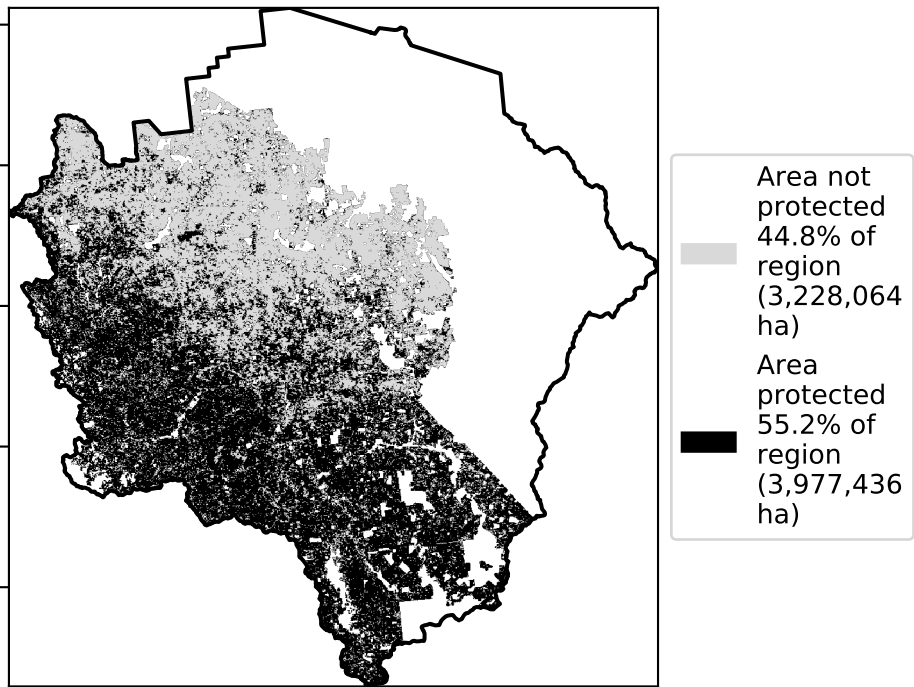 Area not
protected
44.8% of
region
(3,228,064
ha)
Area
protected
55.2% of
region
(3,977,436
ha)